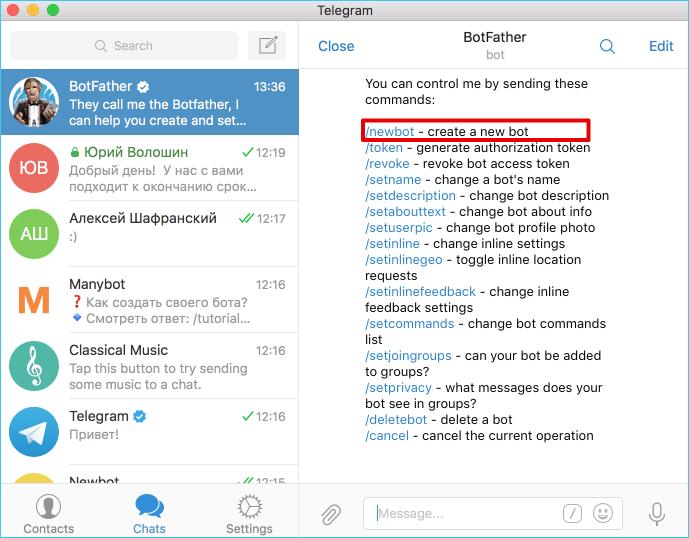 Telegram
Search
BotFather
13:36
They call me the Botfather, I
can help you create and set...
ЮВ
Юрий Волошин
12:19
Добрый день! У нас с вами
подходит к окончанию срок...
АШ
Алексей Шафранский
12:17
:)
M
Manybot
12:16
❓ Как создать своего бота?
🔹 Смотреть ответ: /tutorial...
Classical Music
12:16
Tap this button to try sending
some music to a chat.
Telegram
12:16
Привет!
Newbot
12:15
Contacts
Chats
Settings
Close
BotFather
bot
Edit
You can control me by sending these
commands:
/newbot - create a new bot
/token - generate authorization token
/revoke - revoke bot access token
/setname - change a bot's name
/setdescription - change bot description
/setabouttext - change bot about info
/setuserpic - change bot profile photo
/setinline - change inline settings
/setinlinegeo - toggle inline location
requests
/setinlinefeedback - change inline
feedback settings
/setcommands - change bot commands
list
/setjoingroups - can your bot be added
to groups?
/setprivacy - what messages does your
bot see in groups?
/deletebot - delete a bot
/cancel - cancel the current operation
Message...
/